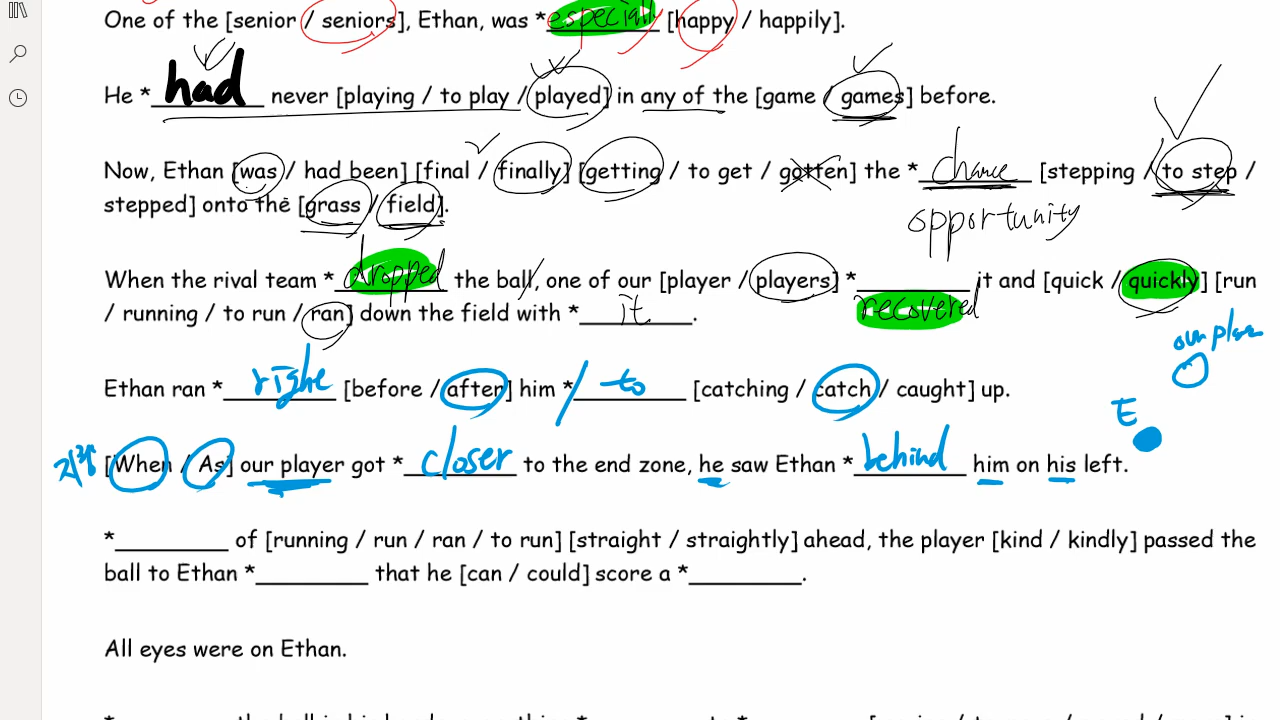 One of the [senior / seniors], Ethan, was *especially [happy / happily].
He *had never [playing / to play / played] in any of the [game / games] before.
Now, Ethan [was / had been] [final / finally] [getting / to get / gotten] the *chance [stepping / to step /
stepped] onto the [grass / field].
opportunity
When the rival team *dropped the ball, one of our [player / players] *recovered it and [quick / quickly] [run
/ running / to run / ran] down the field with *it.
our player
Ethan ran *right [before / after] him *to [catching / catch / caught] up.
E
[When / As] our player got *closer to the end zone, he saw Ethan *behind him on his left.
*________ of [running / run / ran / to run] [straight / straightly] ahead, the player [kind / kindly] passed the
ball to Ethan *________ that he [can / could] score a *________.
All eyes were on Ethan.